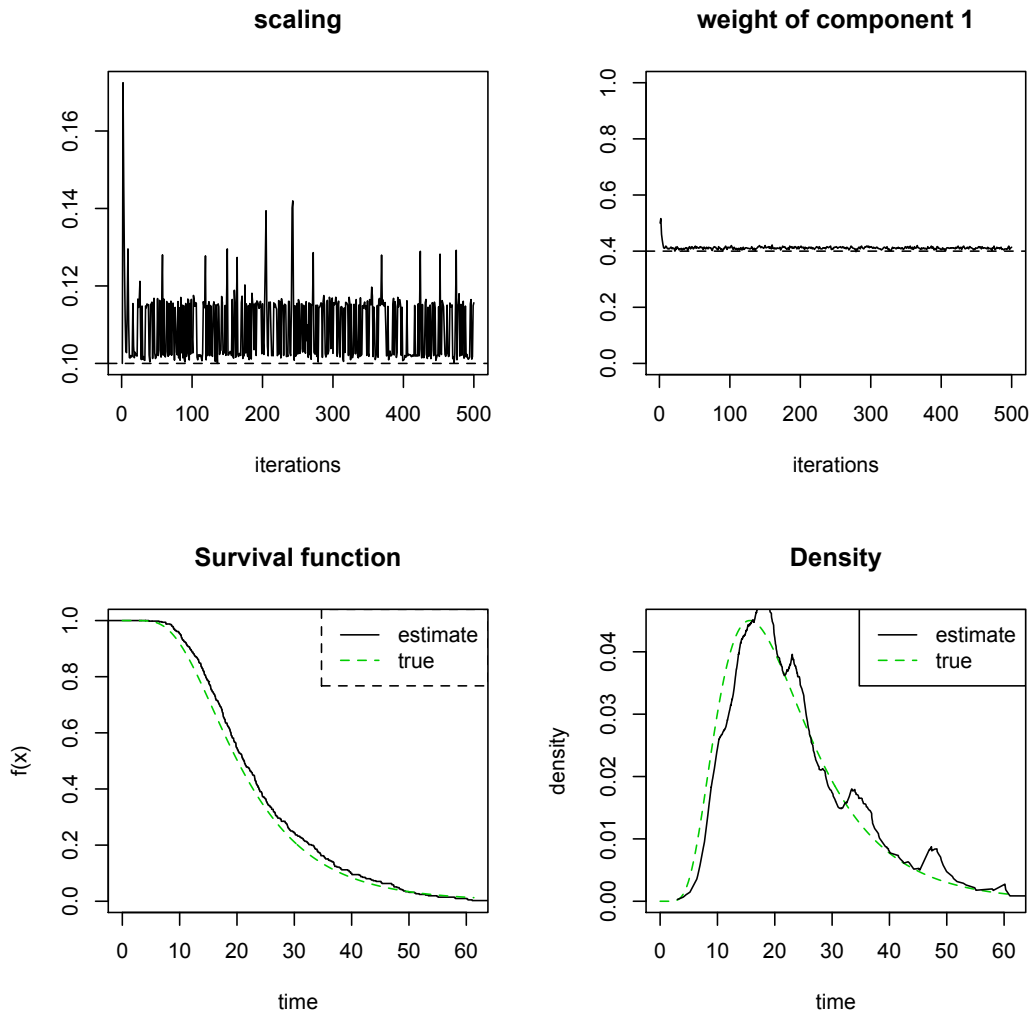 scaling
0.10 0.12 0.14 0.16
0 100 200 300 400 500
iterations
weight of component 1
0.0 0.2 0.4 0.6 0.8 1.0
0 100 200 300 400 500
iterations
Survival function
f(x)
0.0 0.2 0.4 0.6 0.8 1.0
estimate
true
0 10 20 30 40 50 60
time
Density
density
0.00 0.01 0.02 0.03 0.04
estimate
true
0 10 20 30 40 50 60
time